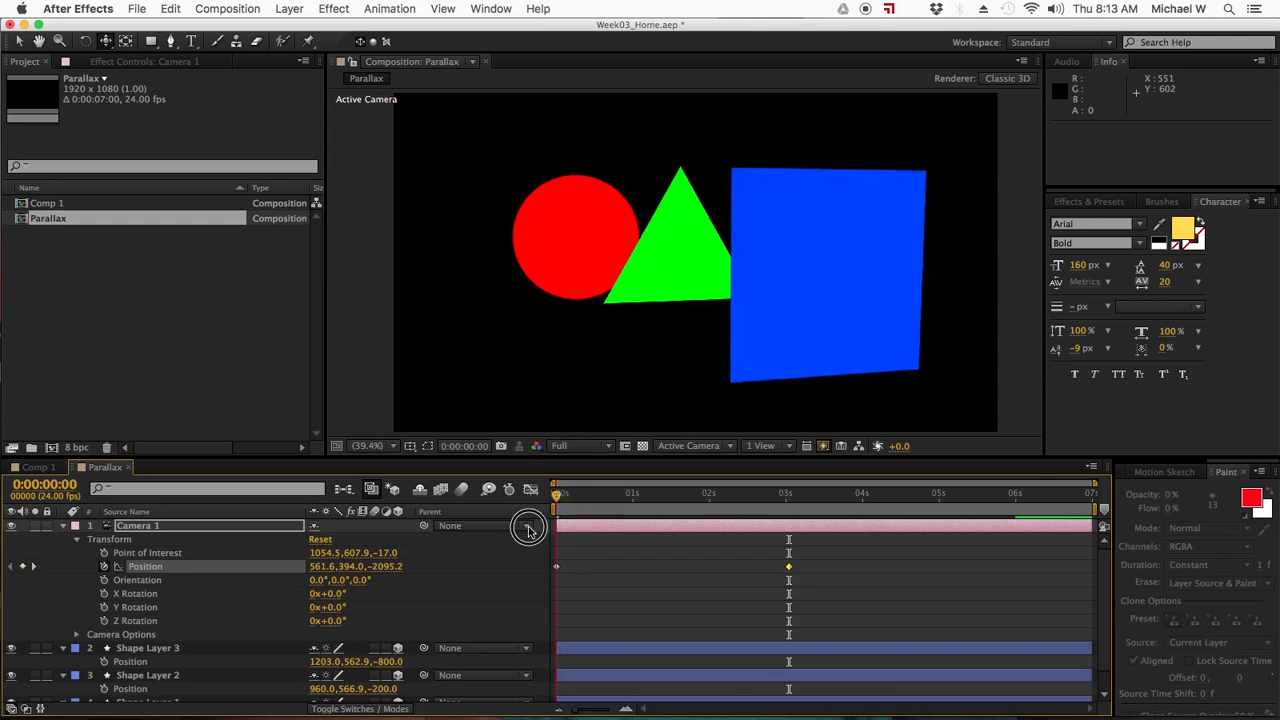 After Effects File Edit Composition Layer Effect Animation View Window Help Thu 8:13 AM Michael W
Week03_Home.aep *
Workspace: Standard Search Help
Project Effect Controls: Camera 1 Composition: Parallax Audio Info
Parallax
1920 x 1080 (1.00)
Δ 0:00:07:00, 24.00 fps
Parallax
Renderer: Classic 3D
Active Camera
R :
G :
B :
A : 0
X : 551
Y : 602
Name Type Siz
Comp 1 Composition
Parallax Composition
Effects & Presets Brushes Character
Arial
Bold
160 px 40 px
Metrics 20
- px
100% 100%
-9 px 0%
T T TT Tt T¹ T₁
8 bpc
(39.4%) 0:00:00:00 Full Active Camera 1 View +0.0
Comp 1 Parallax
0:00:00:00
00000 (24.00 fps)
01s 02s 03s 04s 05s 06s 07s
# Source Name Parent
1 Camera 1 None
Transform Reset
Point of Interest 1054.5,607.9,-17.0
Position 561.6,394.0,-2095.2
Orientation 0.0°,0.0°,0.0°
X Rotation 0x+0.0°
Y Rotation 0x+0.0°
Z Rotation 0x+0.0°
Camera Options
2 Shape Layer 3 None
Position 1203.0,562.9,-800.0
3 Shape Layer 2 None
Position 960.0,566.9,-200.0
Toggle Switches / Modes
Motion Sketch Paint
Opacity: 0 %
Flow: 0 %
13
Mode: Normal
Channels: RGBA
Duration: Constant 1 f
Erase: Layer Source & Paint
Clone Options
Preset:
Source: Current Layer
Aligned Lock Source Time
Offset: 0, 0
Source Time Shift: 0 f